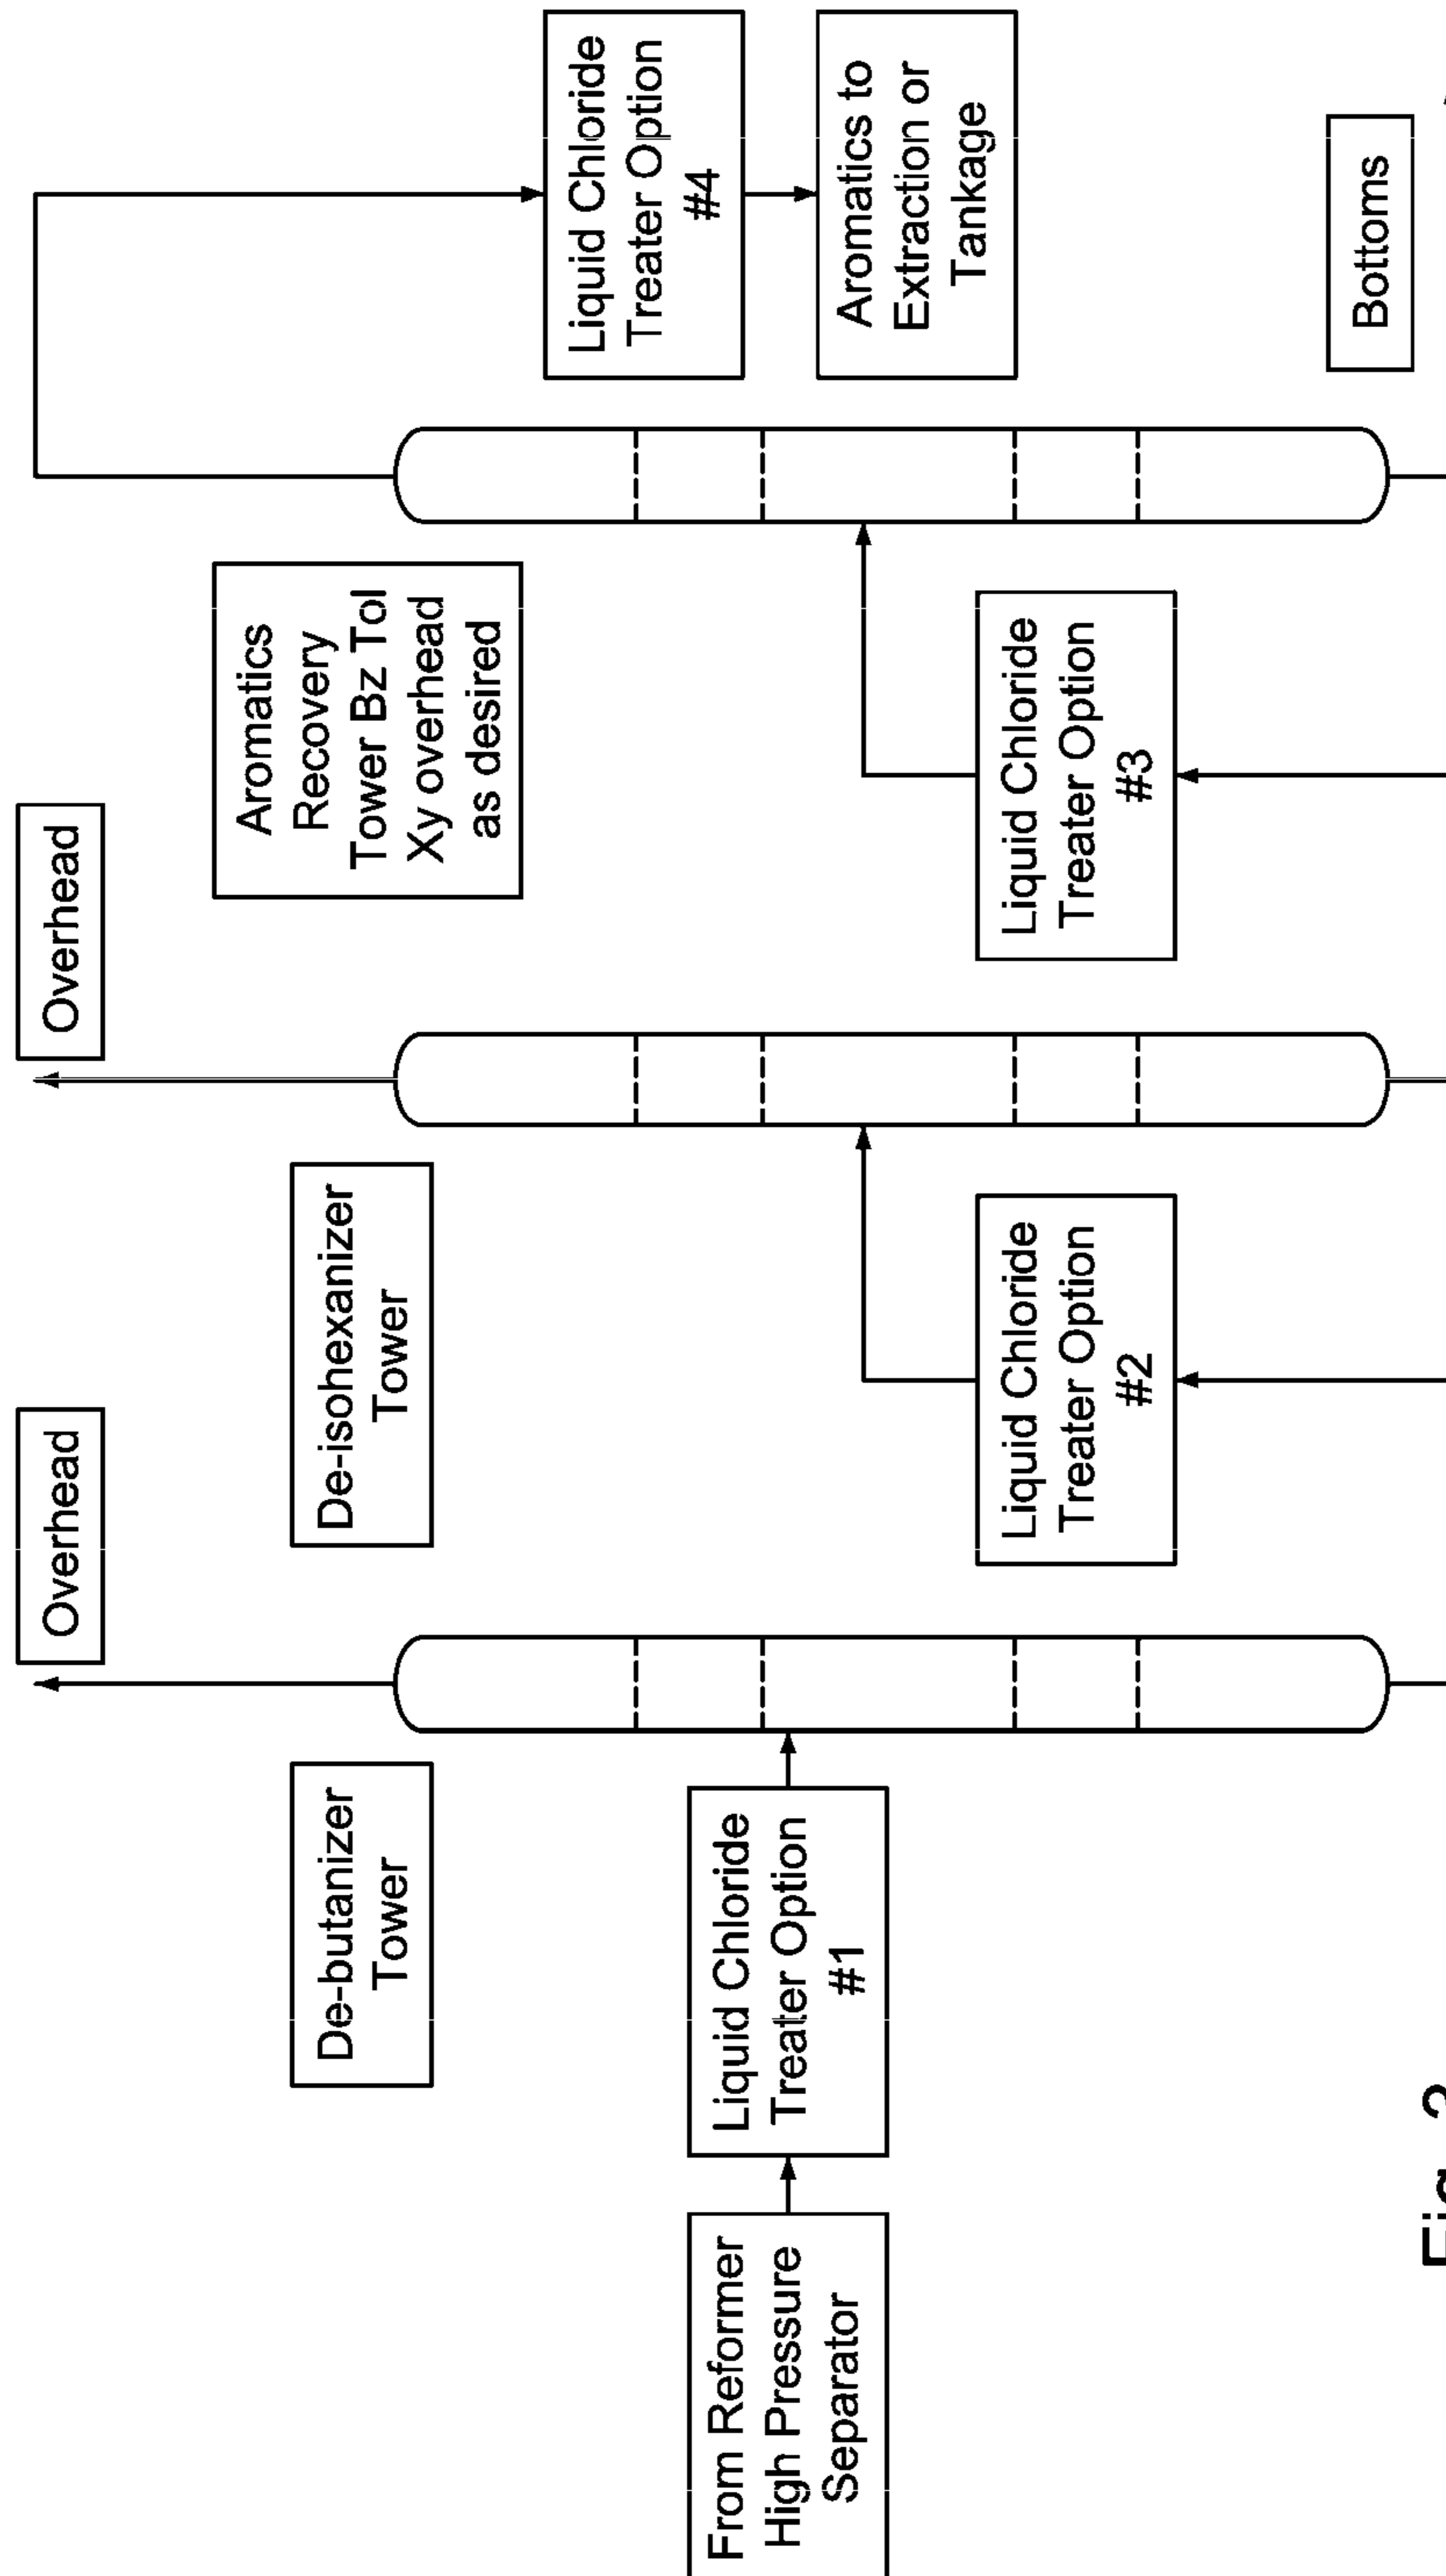 Overhead
Overhead
De-butanizer
Tower
De-isohexanizer
Tower
Aromatics
Recovery
Tower Bz Tol
Xy overhead
as desired
Liquid Chloride
Treater Option
#4
From Reformer
High Pressure
Separator
Liquid Chloride
Treater Option
#1
Aromatics to
Extraction or
Tankage
Liquid Chloride
Treater Option
#2
Liquid Chloride
Treater Option
#3
Bottoms
Fig.